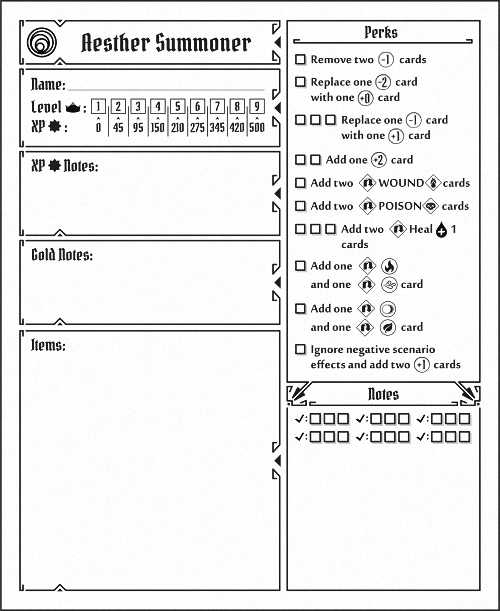 Aesther Summoner
Name:
Level : 1 2 3 4 5 6 7 8 9
XP : 0 45 95 150 210 275 345 420 500
XP Notes:
Gold Notes:
Items:
Perks
Remove two -1 cards
Replace one -2 card
with one +0 card
Replace one -1 card
with one +1 card
Add one +2 card
Add two WOUND cards
Add two POISON cards
Add two Heal 1
cards
Add one
and one card
Add one
and one card
Ignore negative scenario
effects and add two +1 cards
Notes
✓: ✓: ✓:
✓: ✓: ✓: